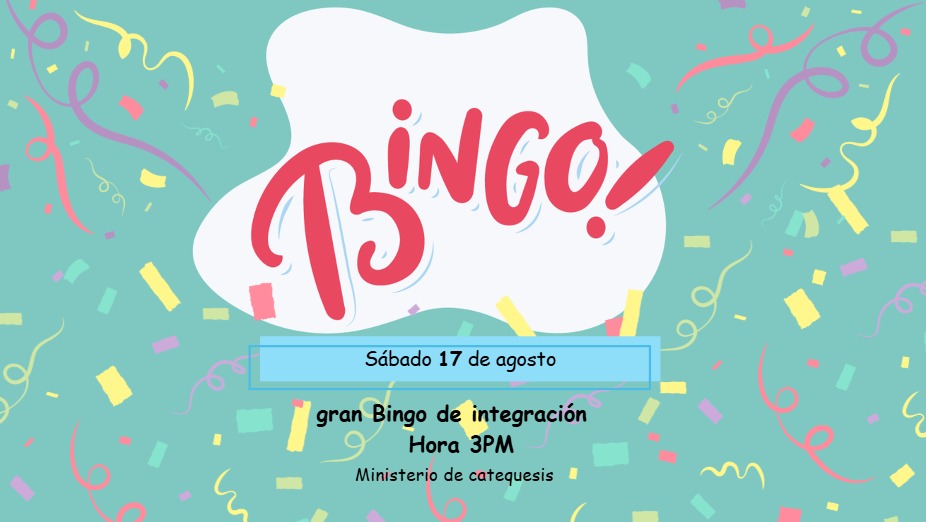 BiNGO!
Sábado 17 de agosto
gran Bingo de integración
Hora 3PM
Ministerio de catequesis